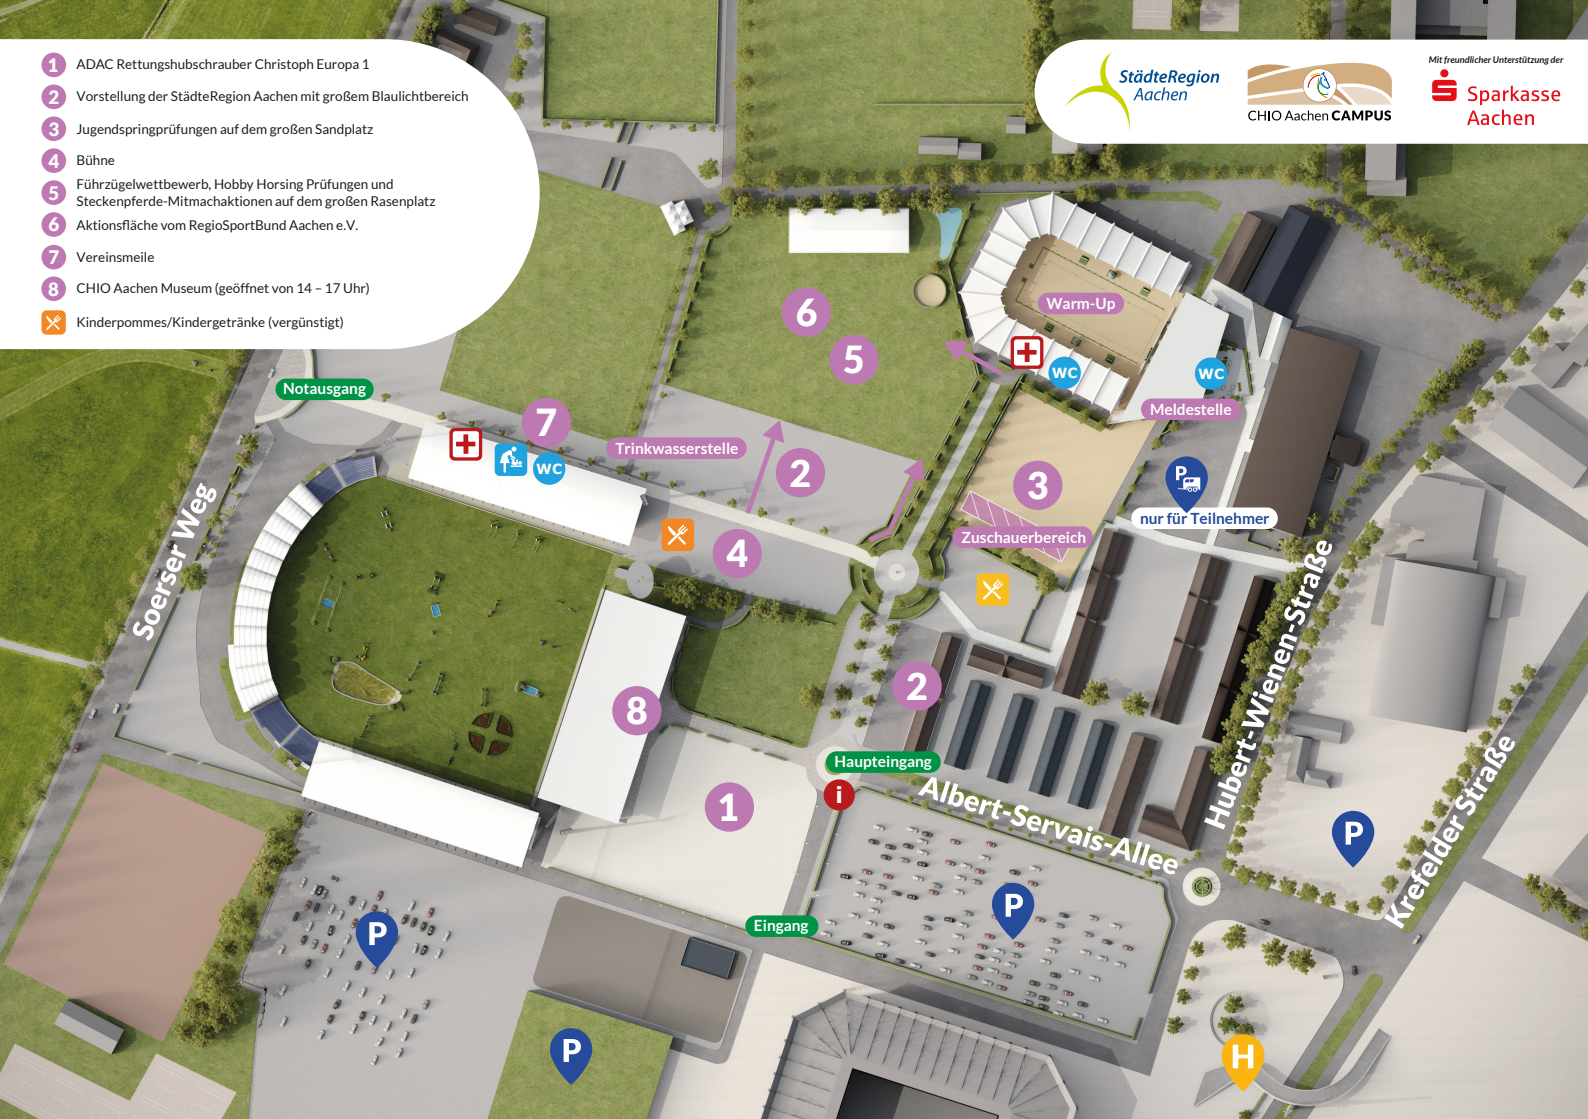 1 ADAC Rettungshubschrauber Christoph Europa 1
2 Vorstellung der StädteRegion Aachen mit großem Blaulichtbereich
3 Jugendspringprüfungen auf dem großen Sandplatz
4 Bühne
5 Führzügelwettbewerb, Hobby Horsing Prüfungen und
Steckenpferde-Mitmachaktionen auf dem großen Rasenplatz
6 Aktionsfläche vom RegioSportBund Aachen e.V.
7 Vereinsmeile
8 CHIO Aachen Museum (geöffnet von 14 – 17 Uhr)
Kinderpommes/Kindergetränke (vergünstigt)
StädteRegion
Aachen
CHIO Aachen CAMPUS
Mit freundlicher Unterstützung der
Sparkasse
Aachen
Warm-Up
6
5
WC
WC
Notausgang
Meldestelle
7
Trinkwasserstelle
WC
2
3
P
nur für Teilnehmer
Zuschauerbereich
4
Soerser Weg
2
8
Haupteingang
i
1
Albert-Servais-Allee
Hubert-Wienen-Straße
Krefelder Straße
P
P
P
Eingang
P
H